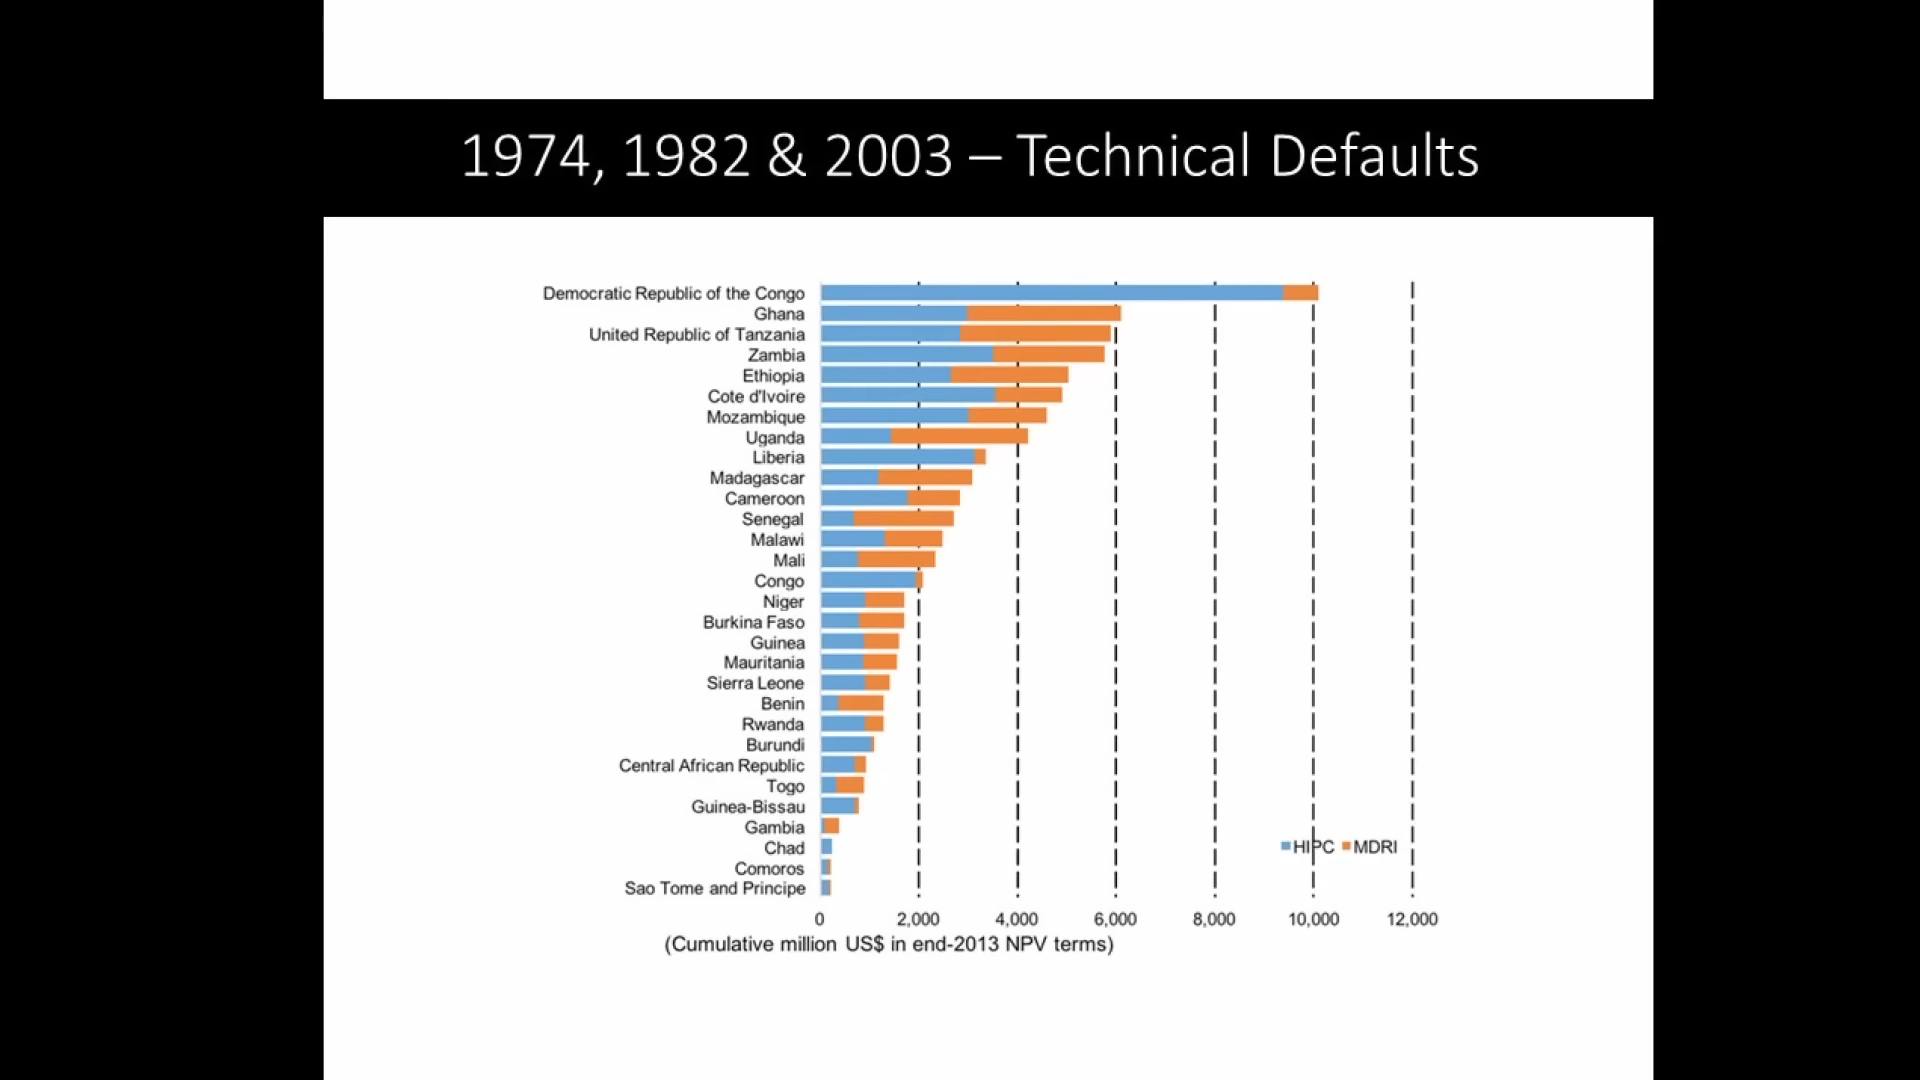 1974, 1982 & 2003 – Technical Defaults
Democratic Republic of the Congo
Ghana
United Republic of Tanzania
Zambia
Ethiopia
Cote d'Ivoire
Mozambique
Uganda
Liberia
Madagascar
Cameroon
Senegal
Malawi
Mali
Congo
Niger
Burkina Faso
Guinea
Mauritania
Sierra Leone
Benin
Rwanda
Burundi
Central African Republic
Togo
Guinea-Bissau
Gambia
Chad
Comoros
Sao Tome and Principe
HIPC MDRI
0 2,000 4,000 6,000 8,000 10,000 12,000
(Cumulative million US$ in end-2013 NPV terms)